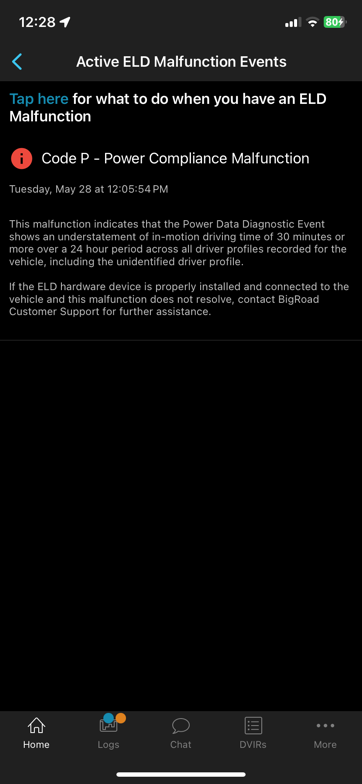 12:28
80
Active ELD Malfunction Events
Tap here for what to do when you have an ELD
Malfunction
Code P - Power Compliance Malfunction
Tuesday, May 28 at 12:05:54 PM
This malfunction indicates that the Power Data Diagnostic Event
shows an understatement of in-motion driving time of 30 minutes or
more over a 24 hour period across all driver profiles recorded for the
vehicle, including the unidentified driver profile.
If the ELD hardware device is properly installed and connected to the
vehicle and this malfunction does not resolve, contact BigRoad
Customer Support for further assistance.
Home Logs Chat DVIRs More